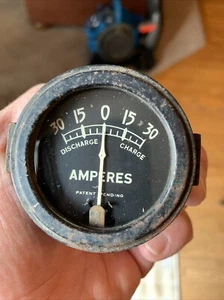 30 15 0 15 30
DISCHARGE CHARGE
AMPERES
PATENT PENDING